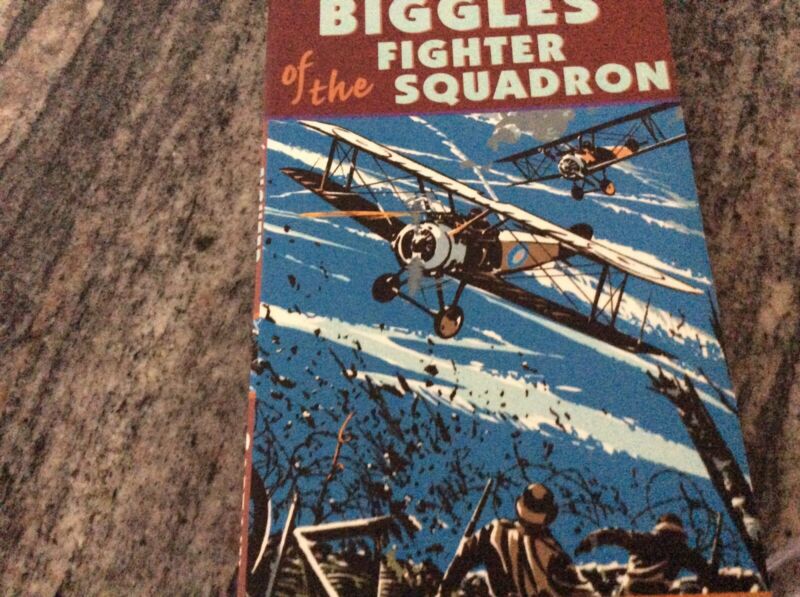 BIGGLES
FIGHTER
of the SQUADRON